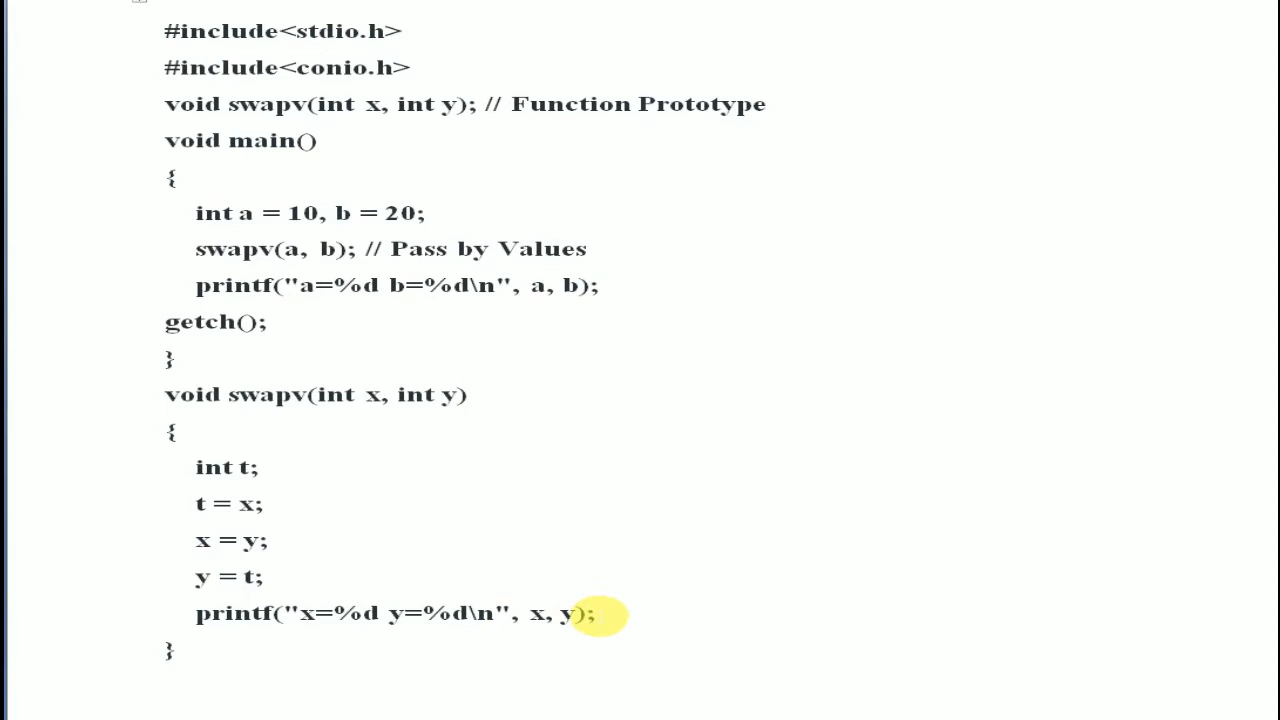 #include<stdio.h>
#include<conio.h>
void swapv(int x, int y); // Function Prototype
void main()
{
int a = 10, b = 20;
swapv(a, b); // Pass by Values
printf("a=%d b=%d\n", a, b);
getch();
}
void swapv(int x, int y)
{
int t;
t = x;
x = y;
y = t;
printf("x=%d y=%d\n", x, y);
}